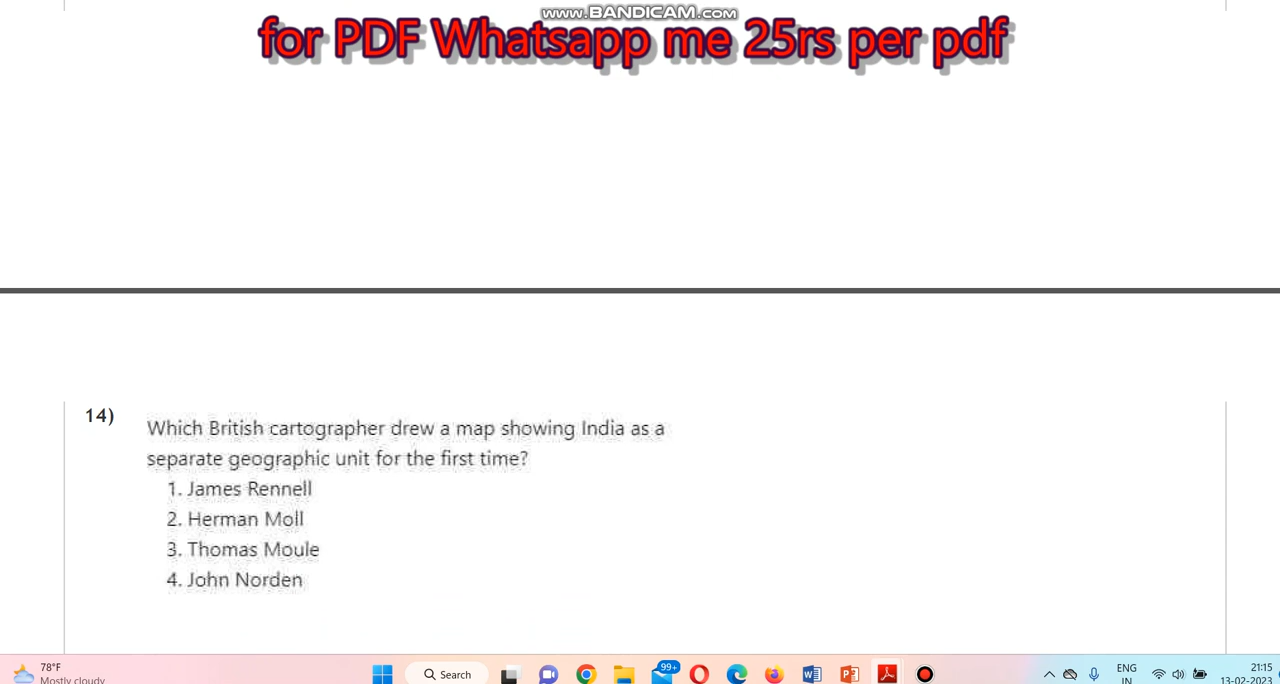 www.BANDICAM.com
for PDF Whatsapp me 25rs per pdf
14)
Which British cartographer drew a map showing India as a
separate geographic unit for the first time?
1. James Rennell
2. Herman Moll
3. Thomas Moule
4. John Norden
78°F
Mostly cloudy
Search
99+
ENG
IN
21:15
13-02-2023